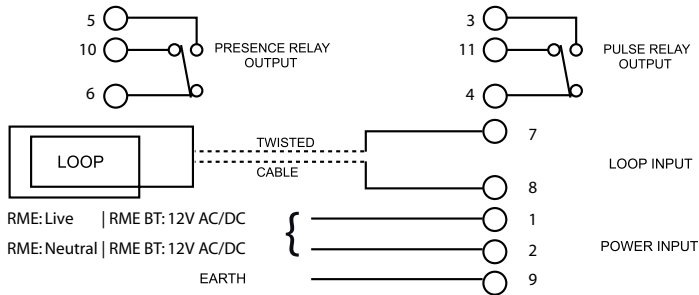 5
10
6
PRESENCE RELAY
OUTPUT
3
11
4
PULSE RELAY
OUTPUT
LOOP
TWISTED
CABLE
7
8
LOOP INPUT
RME: Live | RME BT: 12V AC/DC
RME: Neutral | RME BT: 12V AC/DC
EARTH
1
2
9
POWER INPUT